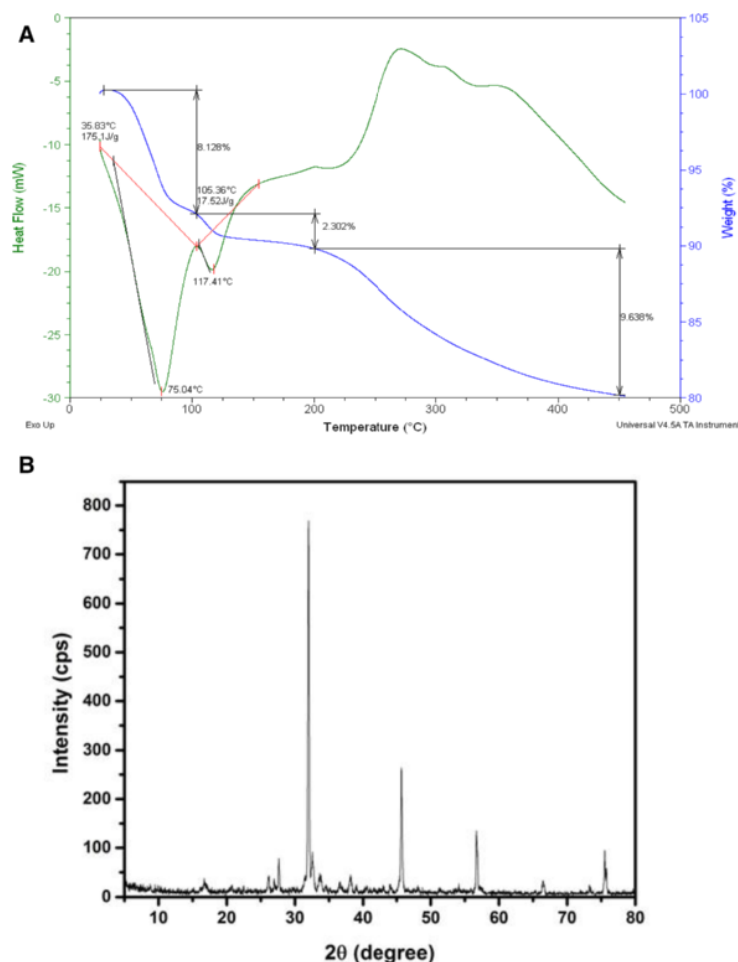 A
0
-5
-10
-15
-20
-25
-30
Heat Flow (mW)
105
100
95
90
85
80
Weight (%)
35.83°C
175.1J/g
8.128%
105.36°C
17.52J/g
2.302%
117.41°C
9.638%
75.04°C
0
100
200
300
400
500
Exo Up
Temperature (°C)
Universal V4.5A TA Instrument
B
800
700
600
500
400
300
200
100
0
Intensity (cps)
10
20
30
40
50
60
70
80
2θ (degree)